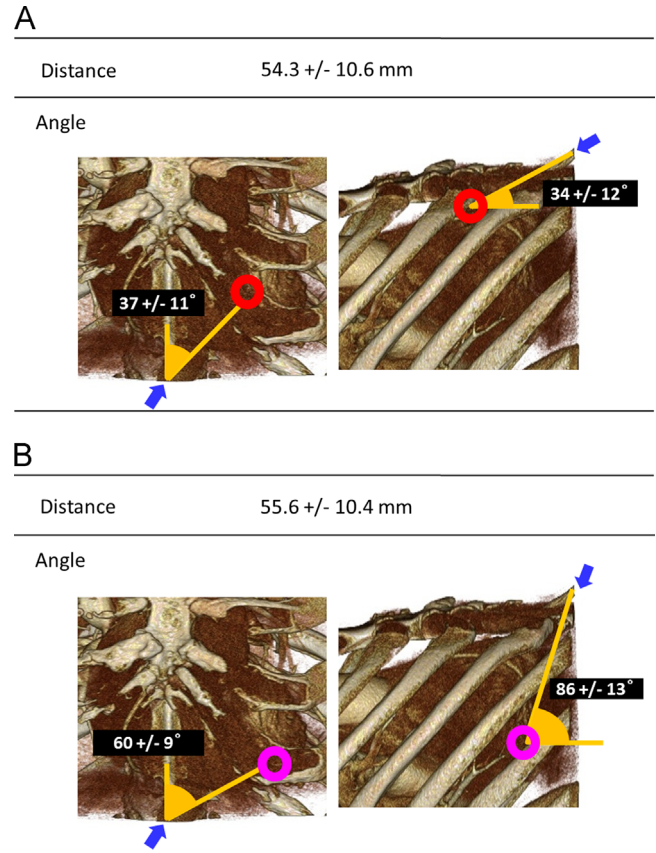 A
Distance 54.3 +/- 10.6 mm
Angle
34 +/- 12°
37 +/- 11°
B
Distance 55.6 +/- 10.4 mm
Angle
86 +/- 13°
60 +/- 9°